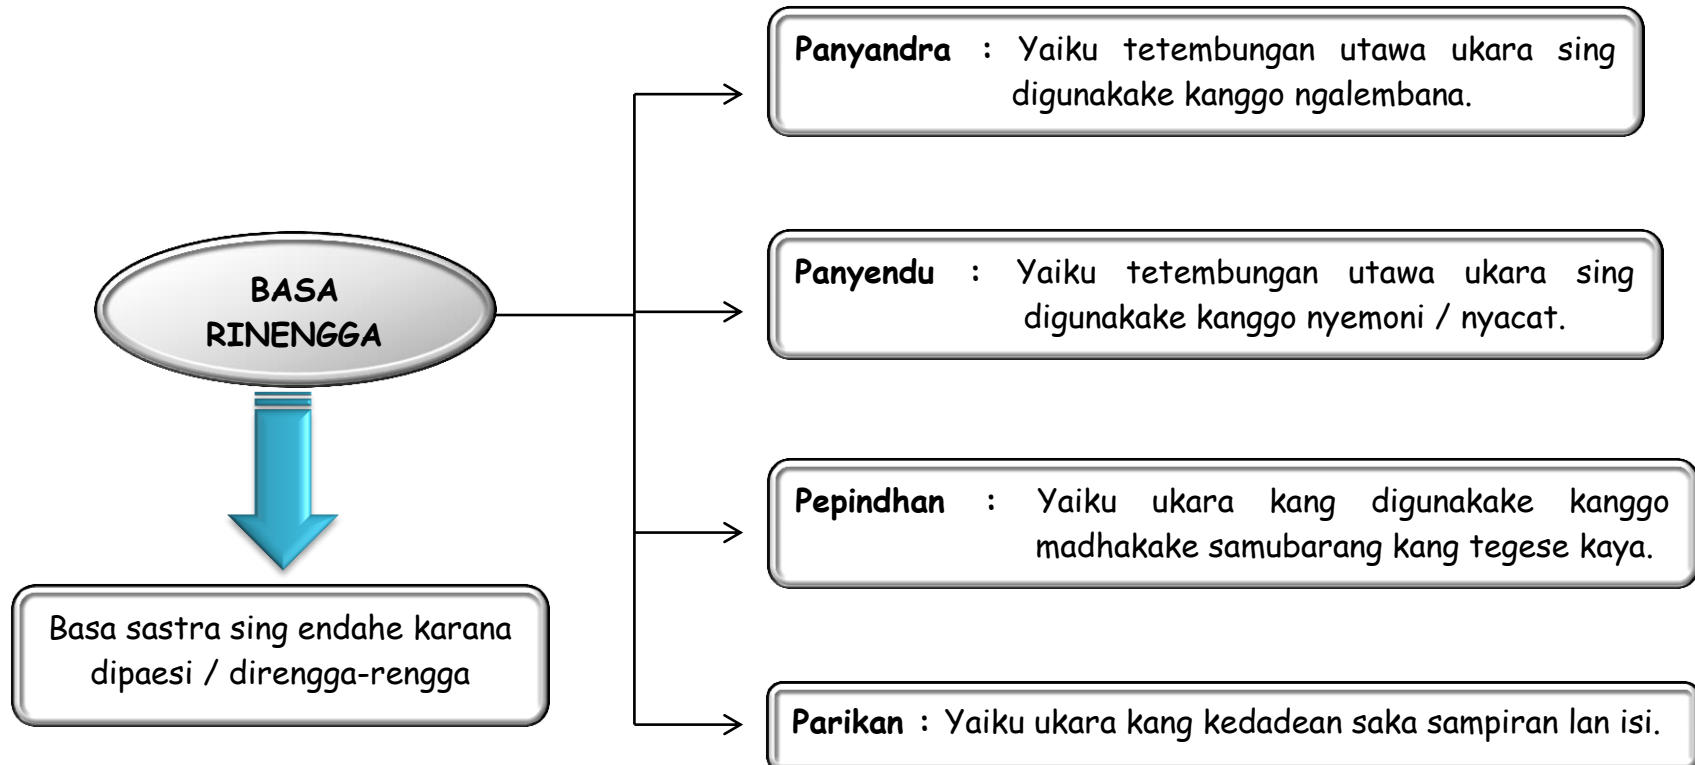 BASA
RINENGGA
Basa sastra sing endahe karana
dipaesi / direngga-rengga
Panyandra : Yaiku tetembungan utawa ukara sing
digunakake kanggo ngalembana.
Panyendu : Yaiku tetembungan utawa ukara sing
digunakake kanggo nyemoni / nyacat.
Pepindhan : Yaiku ukara kang digunakake kanggo
madhakake samubarang kang tegese kaya.
Parikan : Yaiku ukara kang kedadean saka sampiran lan isi.